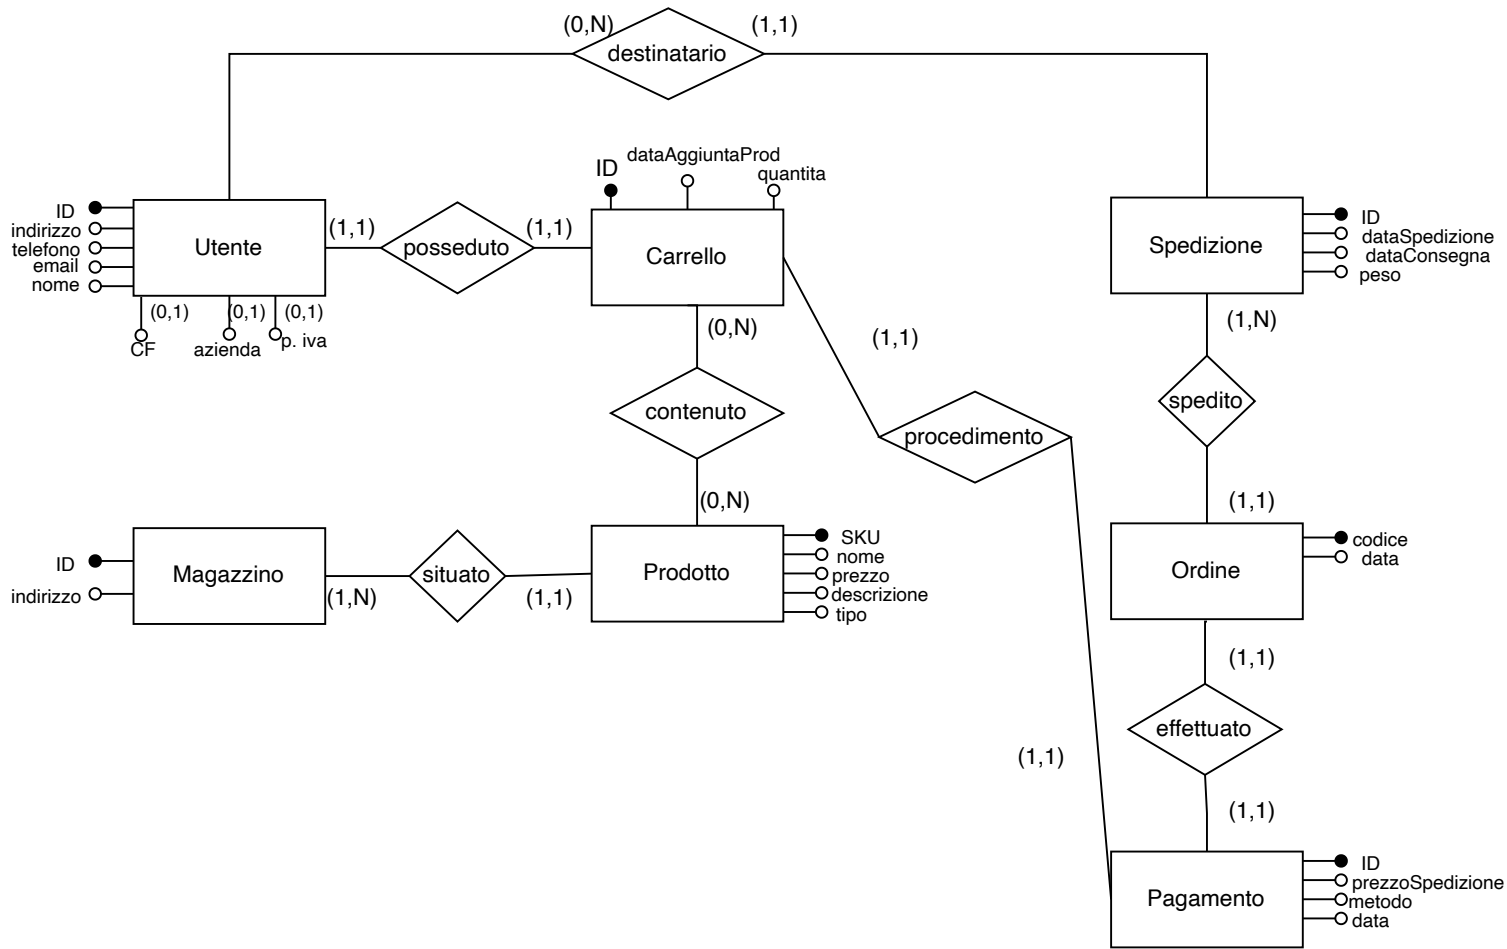 (0,N)
(1,1)
destinatario
dataAggiuntaProd
ID
quantita
ID
indirizzo
telefono
email
nome
Utente
(1,1)
posseduto
(1,1)
Carrello
Spedizione
ID
dataSpedizione
dataConsegna
peso
(0,1)
(0,1)
(0,1)
CF
azienda
p. iva
(0,N)
(1,1)
(1,N)
contenuto
procedimento
spedito
(0,N)
(1,1)
ID
indirizzo
Magazzino
(1,N)
situato
(1,1)
Prodotto
SKU
nome
prezzo
descrizione
tipo
Ordine
codice
data
(1,1)
effettuato
(1,1)
(1,1)
Pagamento
ID
prezzoSpedizione
metodo
data